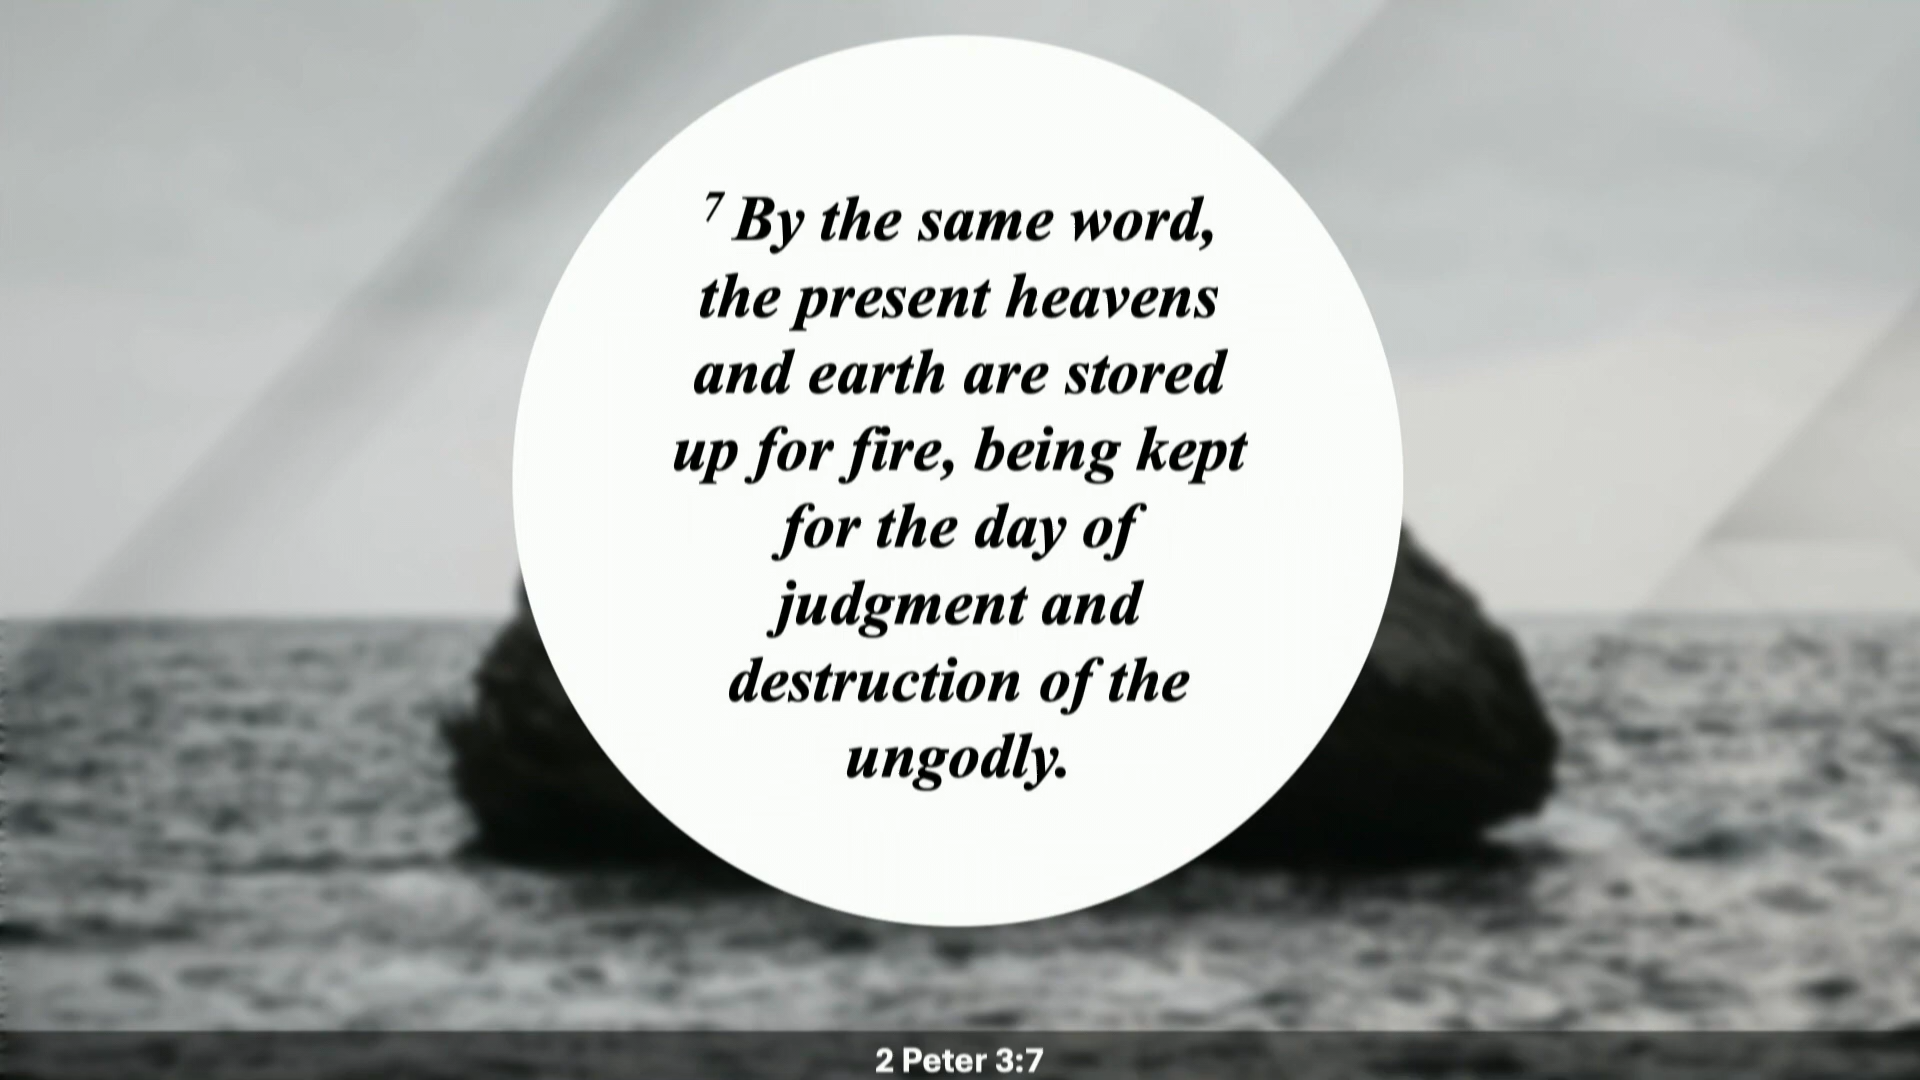 7 By the same word,
the present heavens
and earth are stored
up for fire, being kept
for the day of
judgment and
destruction of the
ungodly.
2 Peter 3:7